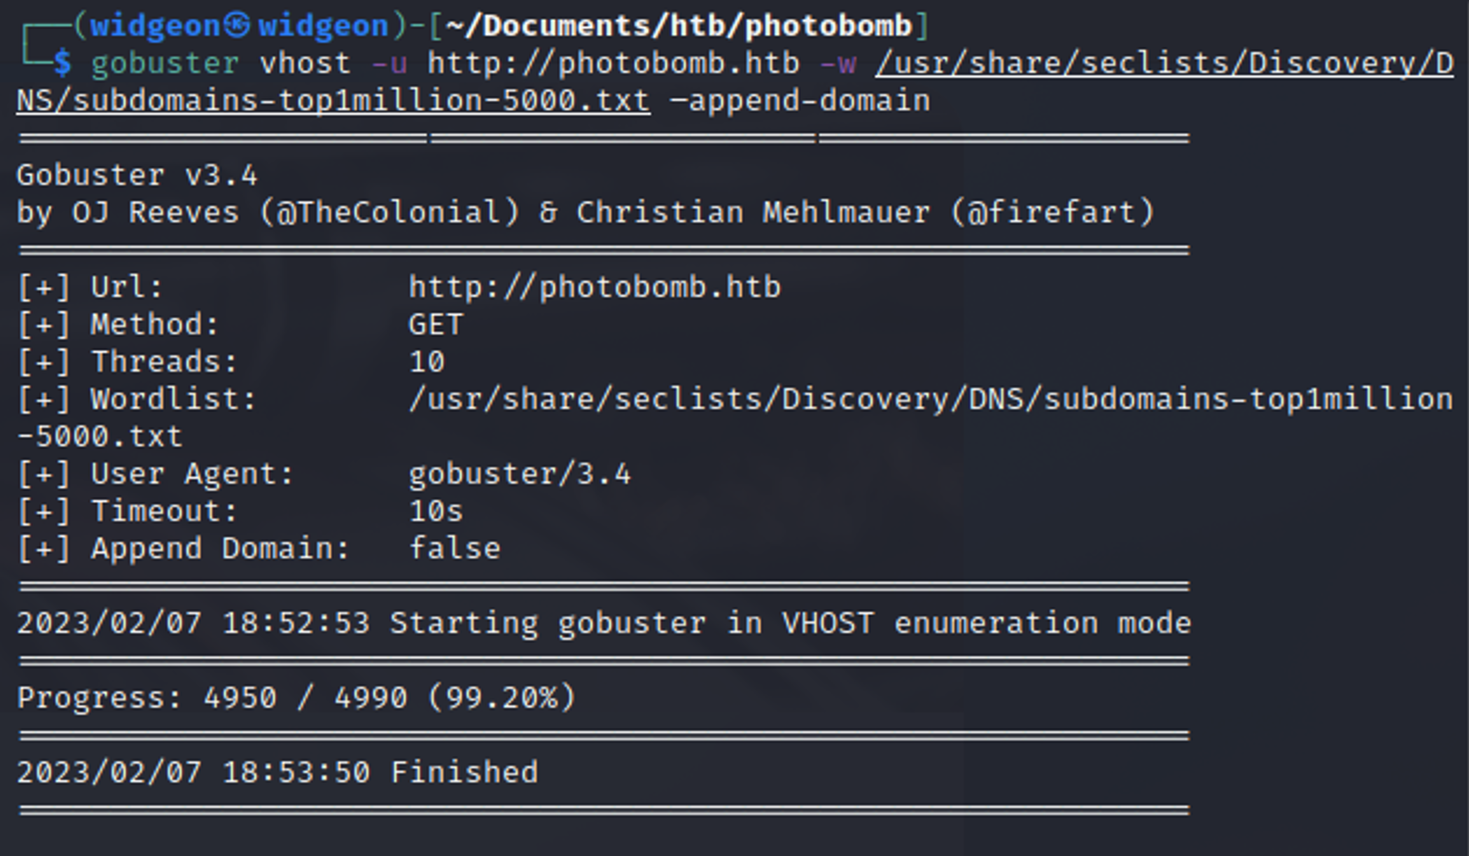 ┌──(widgeon㉿widgeon)-[~/Documents/htb/photobomb]
└─$ gobuster vhost -u http://photobomb.htb -w /usr/share/seclists/Discovery/D
NS/subdomains-top1million-5000.txt –append-domain
===============================================================
Gobuster v3.4
by OJ Reeves (@TheColonial) & Christian Mehlmauer (@firefart)
===============================================================
[+] Url:             http://photobomb.htb
[+] Method:          GET
[+] Threads:         10
[+] Wordlist:        /usr/share/seclists/Discovery/DNS/subdomains-top1million
-5000.txt
[+] User Agent:      gobuster/3.4
[+] Timeout:         10s
[+] Append Domain:   false
===============================================================
2023/02/07 18:52:53 Starting gobuster in VHOST enumeration mode
===============================================================
Progress: 4950 / 4990 (99.20%)
===============================================================
2023/02/07 18:53:50 Finished
===============================================================